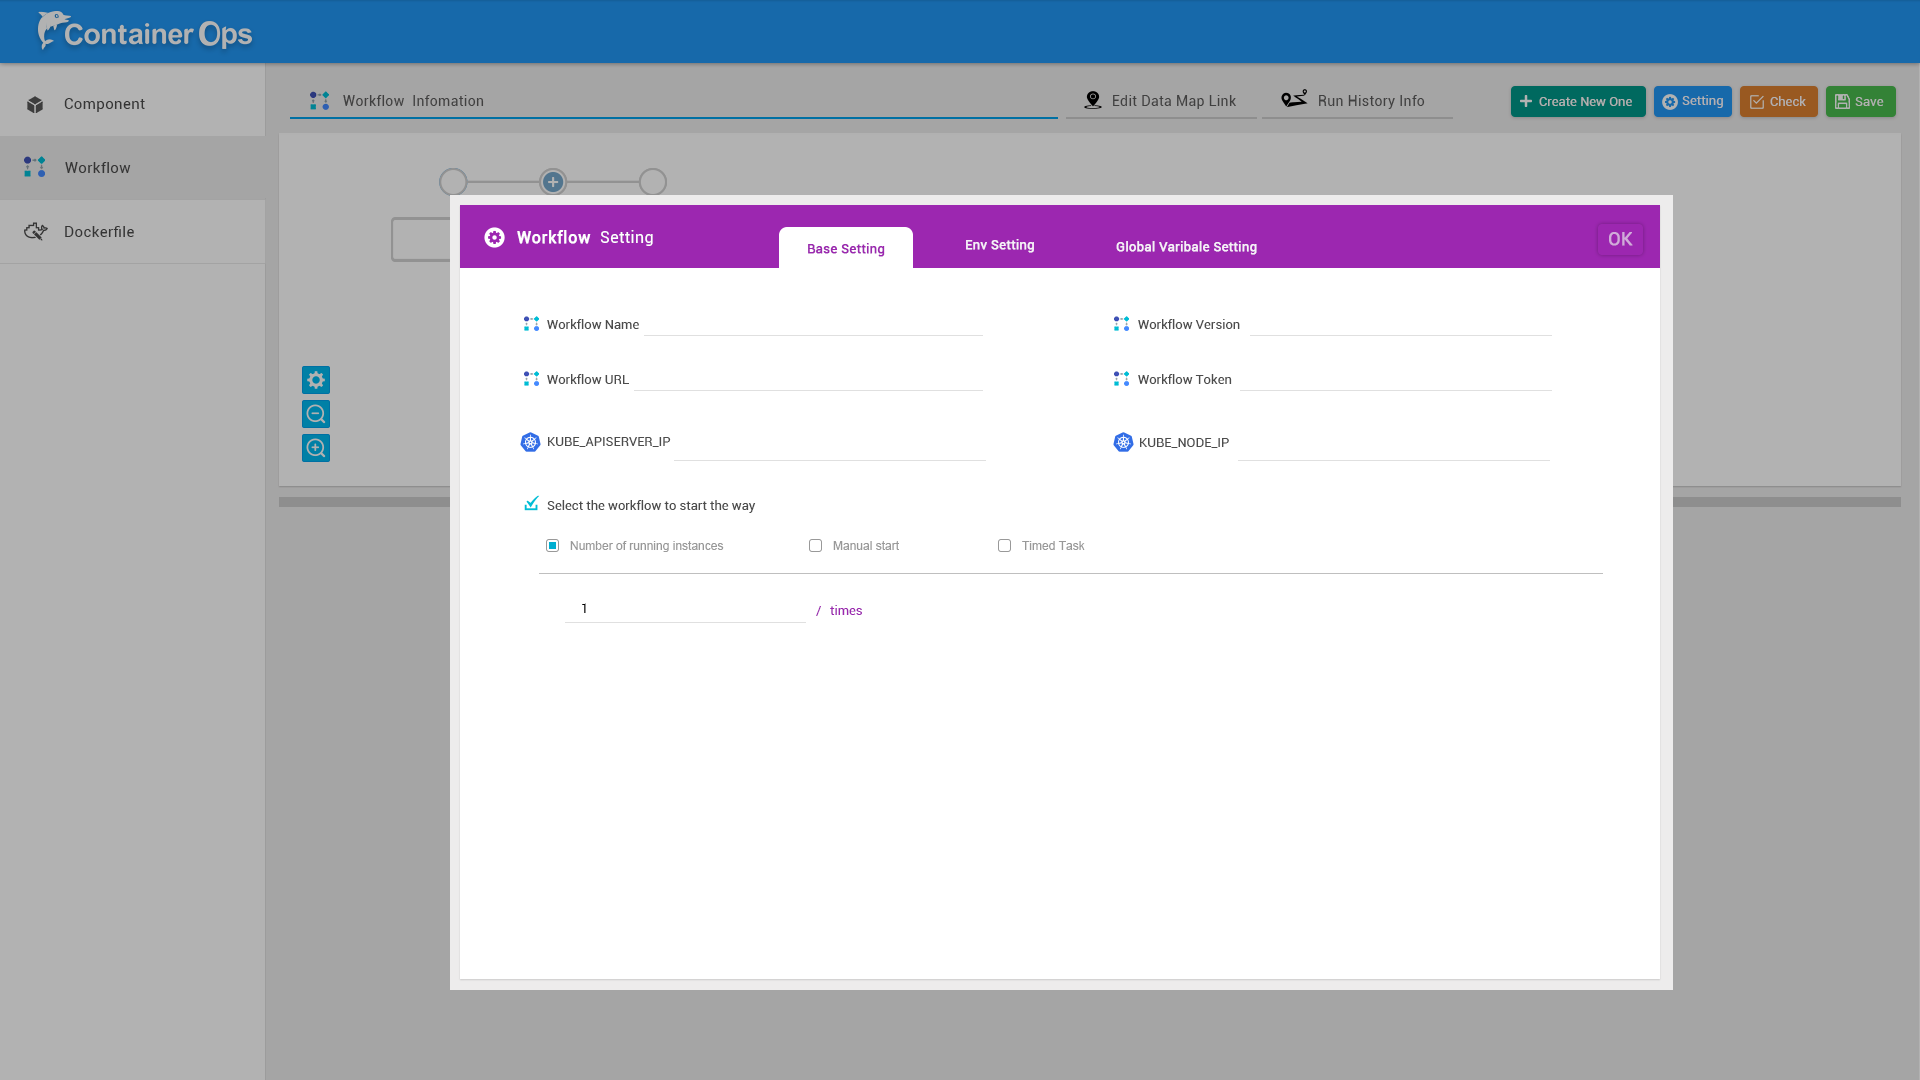 Container Ops
Component
Workflow
Dockerfile
Workflow Infomation
Edit Data Map Link
Run History Info
Create New One
Setting
Check
Save
Workflow Setting
Base Setting
Env Setting
Global Varibale Setting
OK
Workflow Name
Workflow Version
Workflow URL
Workflow Token
KUBE_APISERVER_IP
KUBE_NODE_IP
Select the workflow to start the way
Number of running instances
Manual start
Timed Task
1
/ times